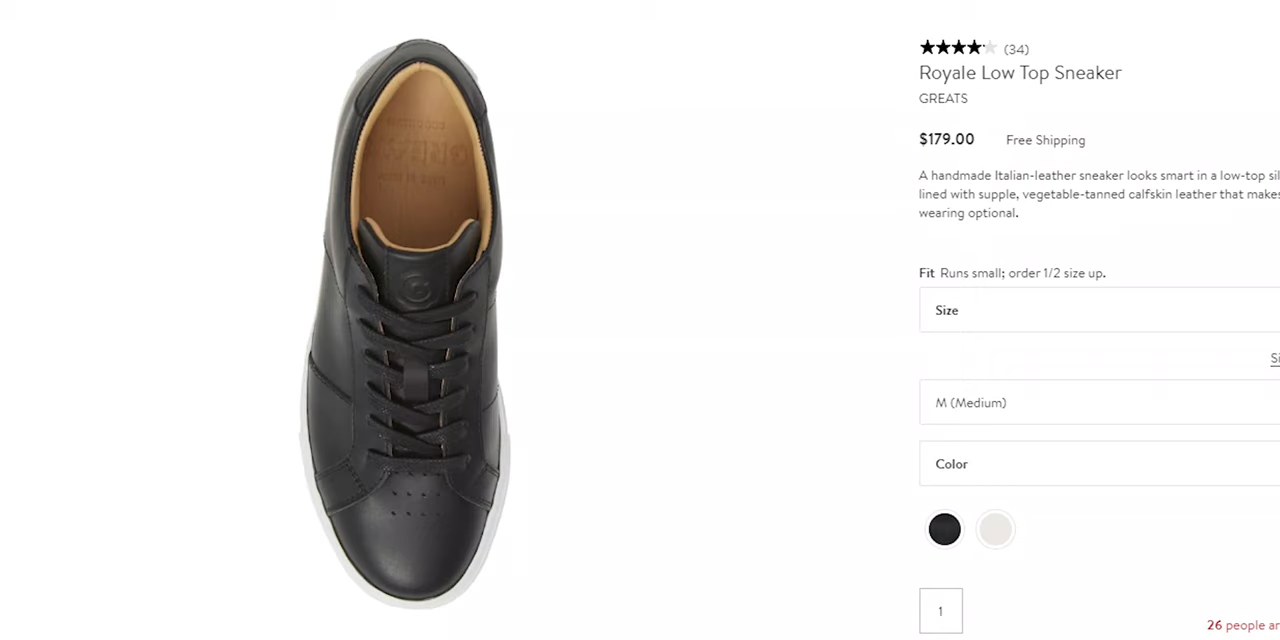 ★★★★★ (34)
Royale Low Top Sneaker
GREATS
$179.00 Free Shipping
A handmade Italian-leather sneaker looks smart in a low-top sil
lined with supple, vegetable-tanned calfskin leather that makes
wearing optional.
Fit Runs small; order 1/2 size up.
Size
Si
M (Medium)
Color
1
26 people ar